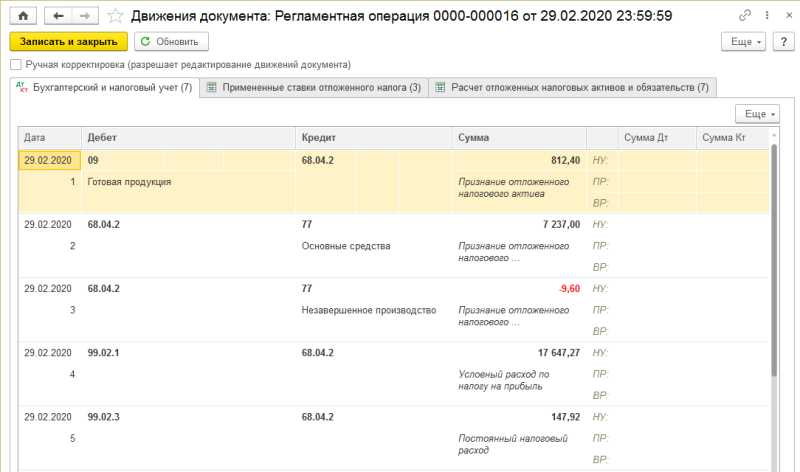 Движения документа: Регламентная операция 0000-000016 от 29.02.2020 23:59:59
Записать и закрыть Обновить Еще ?
Ручная корректировка (разрешает редактирование движений документа)
Дт Кт Бухгалтерский и налоговый учет (7) Примененные ставки отложенного налога (3) Расчет отложенных налоговых активов и обязательств (7)
Еще
Дата Дебет Кредит Сумма Сумма Дт Сумма Кт
29.02.2020 09 68.04.2 812,40 НУ:
1 Готовая продукция Признание отложенного ПР:
налогового актива
ВР:
29.02.2020 68.04.2 77 7 237,00 НУ:
2 Основные средства Признание отложенного ПР:
налогового ...
ВР:
29.02.2020 68.04.2 77 -9,60 НУ:
3 Незавершенное производство Признание отложенного ПР:
налогового ...
ВР:
29.02.2020 99.02.1 68.04.2 17 647,27 НУ:
4 Условный расход по ПР:
налогу на прибыль
ВР:
29.02.2020 99.02.3 68.04.2 147,92 НУ:
5 Постоянный налоговый ПР:
расход
ВР: